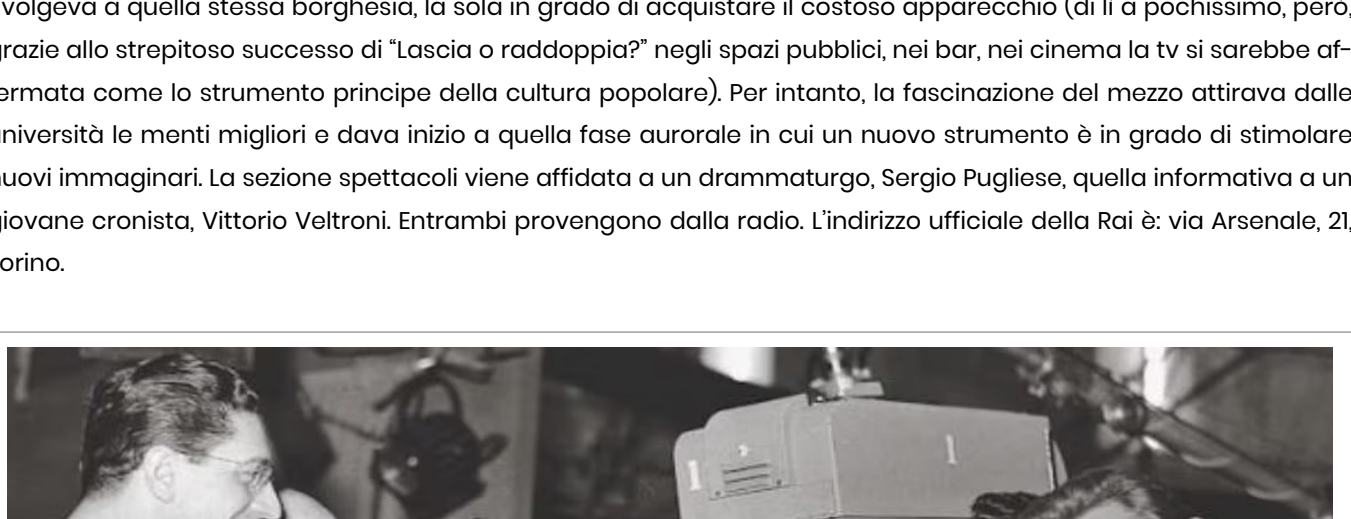 volgeva a quella stessa borghesia, la sola in grado di acquistare il costoso apparecchio (di lì a pochissimo, però,
grazie allo strepitoso successo di “Lascia o raddoppia?” negli spazi pubblici, nei bar, nei cinema la tv si sarebbe af-
fermata come lo strumento principe della cultura popolare). Per intanto, la fascinazione del mezzo attirava dalle
università le menti migliori e dava inizio a quella fase aurorale in cui un nuovo strumento è in grado di stimolare
nuovi immaginari. La sezione spettacoli viene affidata a un drammaturgo, Sergio Pugliese, quella informativa a un
giovane cronista, Vittorio Veltroni. Entrambi provengono dalla radio. L’indirizzo ufficiale della Rai è: via Arsenale, 21,
Torino.
1 1